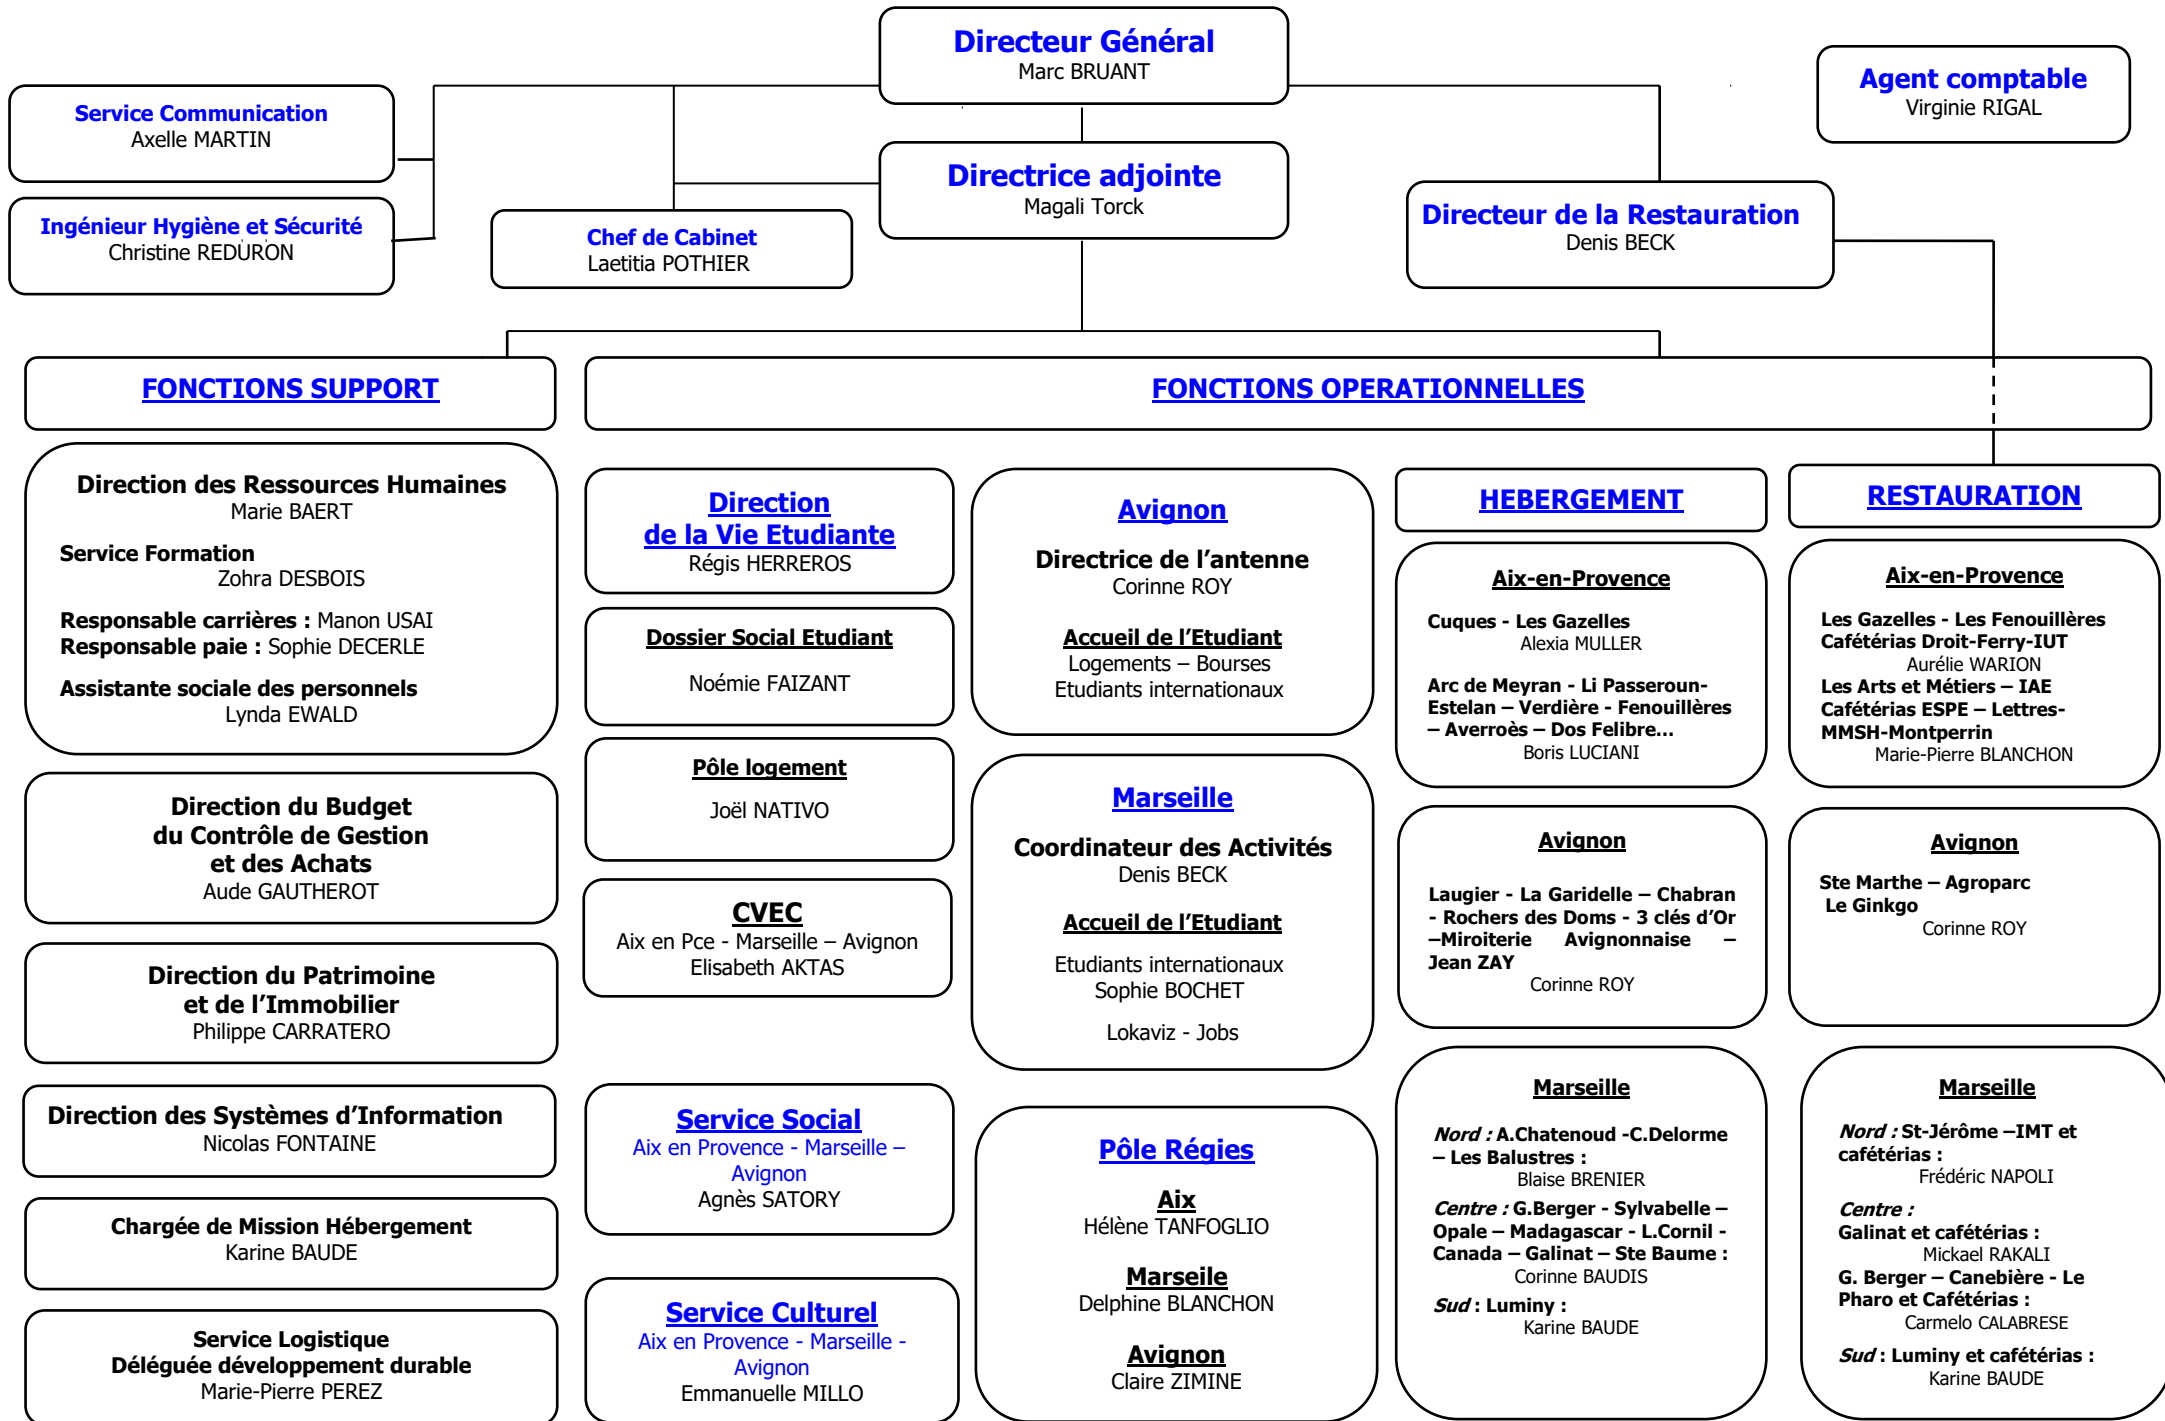 Directeur Général
Marc BRUANT
Agent comptable
Virginie RIGAL
Service Communication
Axelle MARTIN
Directrice adjointe
Magali Torck
Ingénieur Hygiène et Sécurité
Christine REDURON
Chef de Cabinet
Laetitia POTHIER
Directeur de la Restauration
Denis BECK
FONCTIONS SUPPORT
FONCTIONS OPERATIONNELLES
Direction des Ressources Humaines
Marie BAERT
Service Formation
Zohra DESBOIS
Responsable carrières : Manon USAI
Responsable paie : Sophie DECERLE
Assistante sociale des personnels
Lynda EWALD
Direction du Budget
du Contrôle de Gestion
et des Achats
Aude GAUTHEROT
Direction du Patrimoine
et de l'Immobilier
Philippe CARRATERO
Direction des Systèmes d'Information
Nicolas FONTAINE
Chargée de Mission Hébergement
Karine BAUDE
Service Logistique
Déléguée développement durable
Marie-Pierre PEREZ
Direction
de la Vie Etudiante
Régis HERREROS
Dossier Social Etudiant
Noémie FAIZANT
Pôle logement
Joël NATIVO
CVEC
Aix en Pce - Marseille – Avignon
Elisabeth AKTAS
Service Social
Aix en Provence - Marseille –
Avignon
Agnès SATORY
Service Culturel
Aix en Provence - Marseille -
Avignon
Emmanuelle MILLO
Avignon
Directrice de l'antenne
Corinne ROY
Accueil de l'Etudiant
Logements – Bourses
Etudiants internationaux
Marseille
Coordinateur des Activités
Denis BECK
Accueil de l'Etudiant
Etudiants internationaux
Sophie BOCHET
Lokaviz - Jobs
Pôle Régies
Aix
Hélène TANFOGLIO
Marseile
Delphine BLANCHON
Avignon
Claire ZIMINE
HEBERGEMENT
Aix-en-Provence
Cuques - Les Gazelles
Alexia MULLER
Arc de Meyran - Li Passeroun-
Estelan – Verdière - Fenouillères
– Averroès – Dos Felibre…
Boris LUCIANI
Avignon
Laugier - La Garidelle – Chabran
- Rochers des Doms - 3 clés d'Or
–Miroiterie Avignonnaise –
Jean ZAY
Corinne ROY
Marseille
Nord : A.Chatenoud -C.Delorme
– Les Balustres :
Blaise BRENIER
Centre : G.Berger - Sylvabelle –
Opale – Madagascar - L.Cornil -
Canada – Galinat – Ste Baume :
Corinne BAUDIS
Sud : Luminy :
Karine BAUDE
RESTAURATION
Aix-en-Provence
Les Gazelles - Les Fenouillères
Cafétérias Droit-Ferry-IUT
Aurélie WARION
Les Arts et Métiers – IAE
Cafétérias ESPE – Lettres-
MMSH-Montperrin
Marie-Pierre BLANCHON
Avignon
Ste Marthe – Agroparc
Le Ginkgo
Corinne ROY
Marseille
Nord : St-Jérôme –IMT et
cafétérias :
Frédéric NAPOLI
Centre :
Galinat et cafétérias :
Mickael RAKALI
G. Berger – Canebière - Le
Pharo et Cafétérias :
Carmelo CALABRESE
Sud : Luminy et cafétérias :
Karine BAUDE